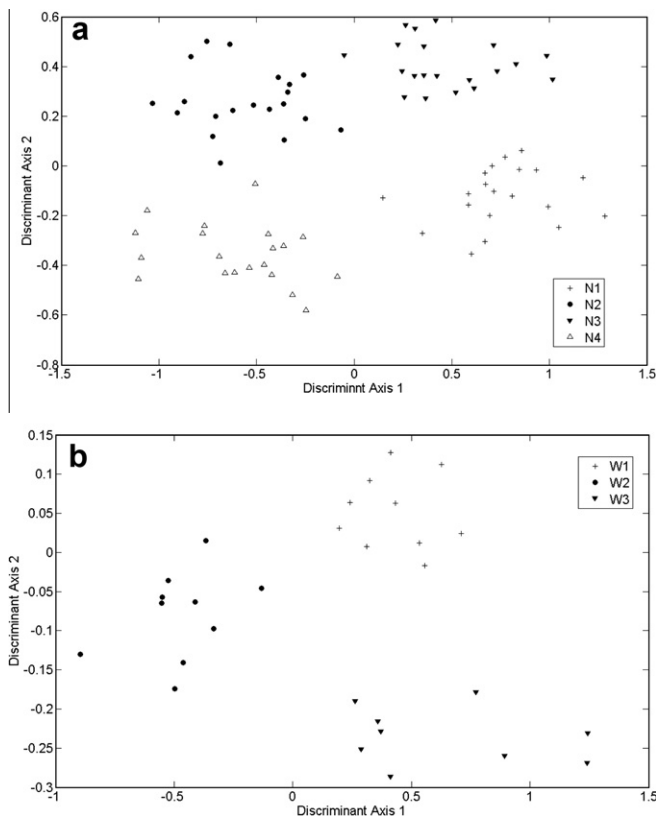 a
0.6
0.4
0.2
0
-0.2
-0.4
-0.6
-0.8
Discriminant Axis 2
-1.5 -1 -0.5 0 0.5 1 1.5
Discriminnt Axis 1
N1
N2
N3
N4
b
0.15
0.1
0.05
0
-0.05
-0.1
-0.15
-0.2
-0.25
-0.3
Discriminant Axis 2
-1 -0.5 0 0.5 1 1.5
Discriminant Axis 1
W1
W2
W3